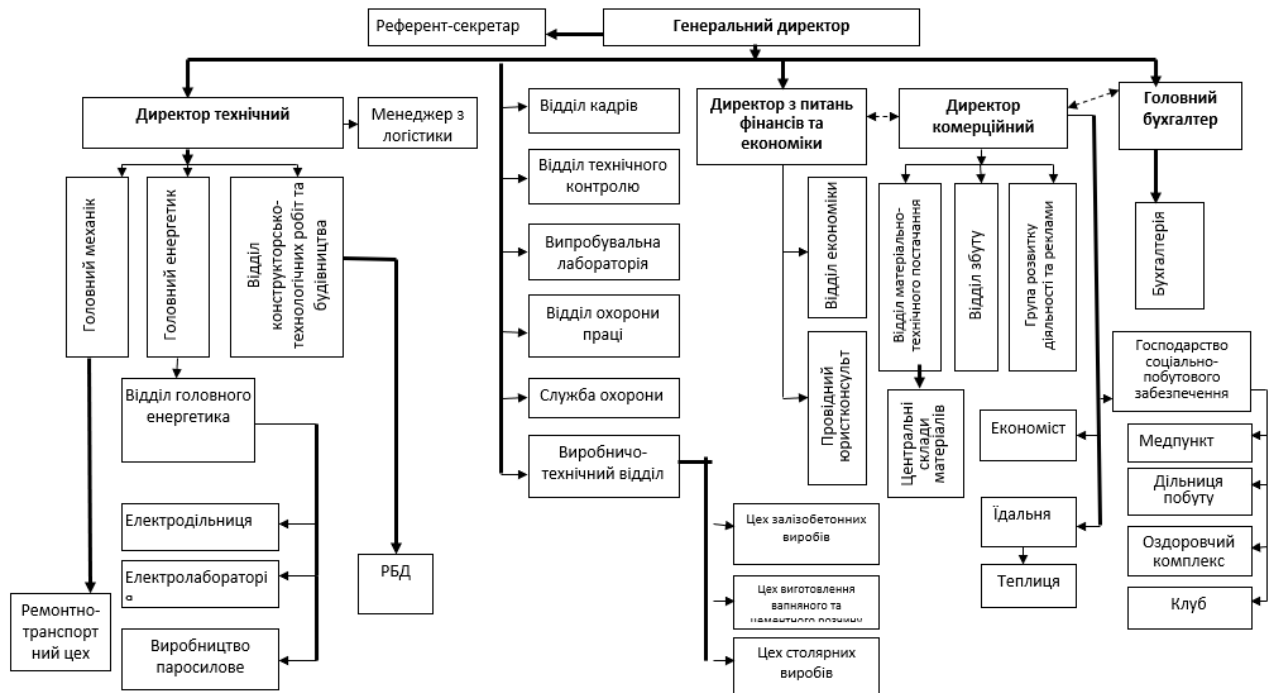 Референт-секретар
Генеральний директор
Директор технічний
Менеджер з
логістики
Відділ кадрів
Директор з питань
фінансів та
економіки
Директор
комерційний
Головний
бухгалтер
Головний механік
Головний енергетик
Відділ
конструкторсько-
технологічних робіт та
будівництва
Відділ технічного
контролю
Випробувальна
лабораторія
Відділ охорони
праці
Служба охорони
Виробничо-
технічний відділ
Відділ економіки
Провідний
юристконсульт
Відділ матеріально-
технічного постачання
Відділ збуту
Група розвитку
діяльності та реклами
Бухгалтерія
Центральні
склади
матеріалів
Господарство
соціально-
побутового
забезпечення
Економіст
Їдальня
Теплиця
Медпункт
Дільниця
побуту
Оздоровчий
комплекс
Клуб
Відділ головного
енергетика
Електродільниця
Електролабораторі
я
Виробництво
паросилове
Ремонтно-
транспорт
ний цех
РБД
Цех залізобетонних
виробів
Цех виготовлення
вапняного та
цементного розчину
Цех столярних
виробів